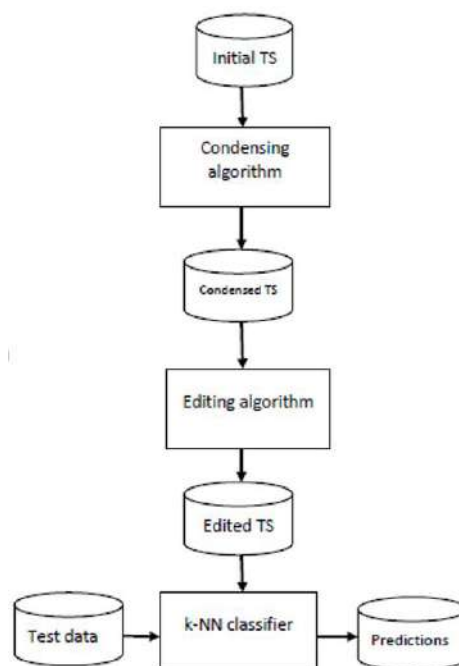 Initial TS
Condensing
algorithm
Condensed TS
Editing algorithm
Edited TS
Test data
k-NN classifier
Predictions